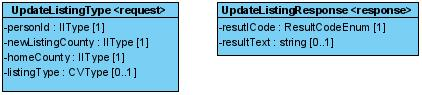 UpdateListingType <request>
-personId : IIType [1]
-newListingCounty : IIType [1]
-homeCounty : IIType [1]
-listingType : CVType [0..1]
UpdateListingResponse <response>
-resutlCode : ResultCodeEnum [1]
-resultText : string [0..1]